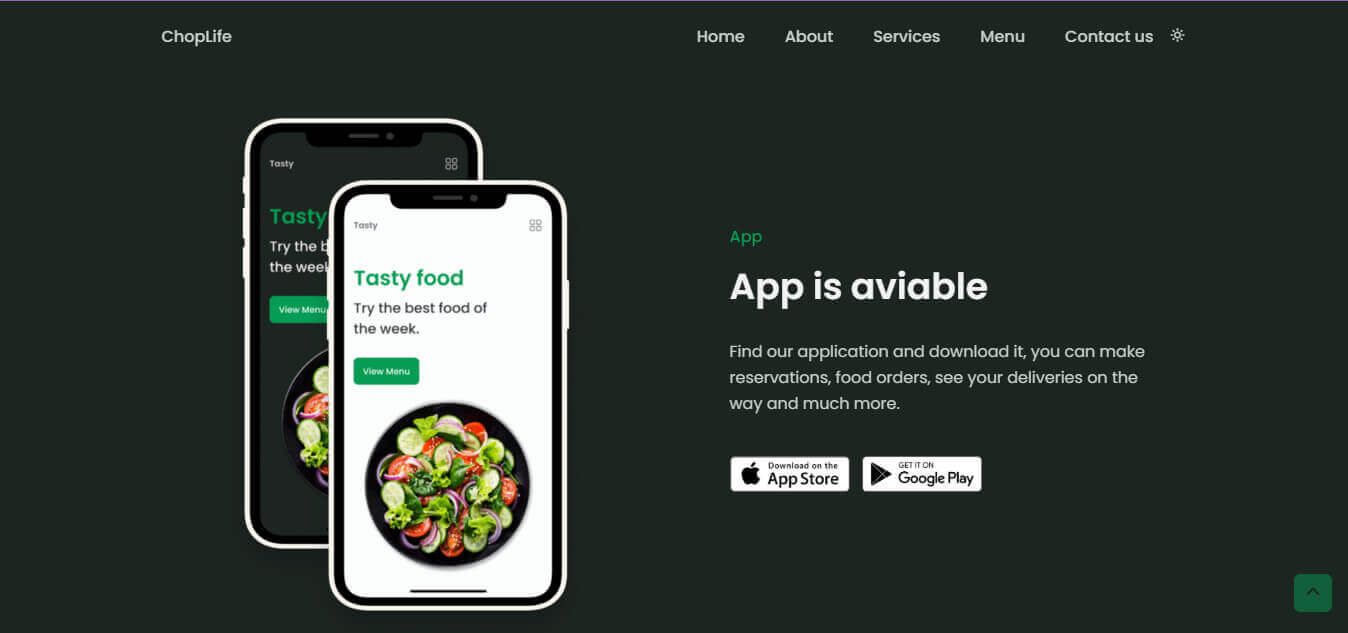 ChopLife
Home About Services Menu Contact us
Tasty
Tasty
Try the b
the week
View Menu
Tasty
Tasty food
Try the best food of
the week.
View Menu
App
App is aviable
Find our application and download it, you can make
reservations, food orders, see your deliveries on the
way and much more.
Download on the
App Store
GET IT ON
Google Play